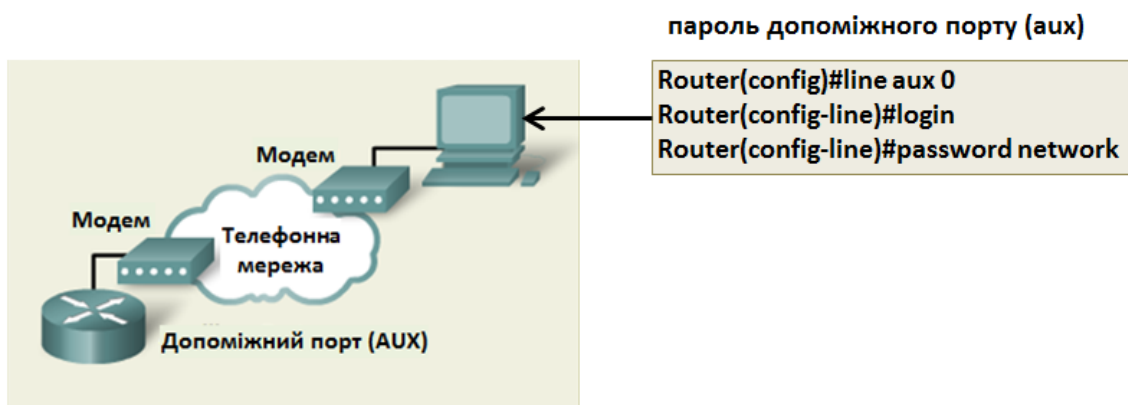 пароль допоміжного порту (aux)
Router(config)#line aux 0
Router(config-line)#login
Router(config-line)#password network
Модем
Модем
Телефонна
мережа
Допоміжний порт (AUX)